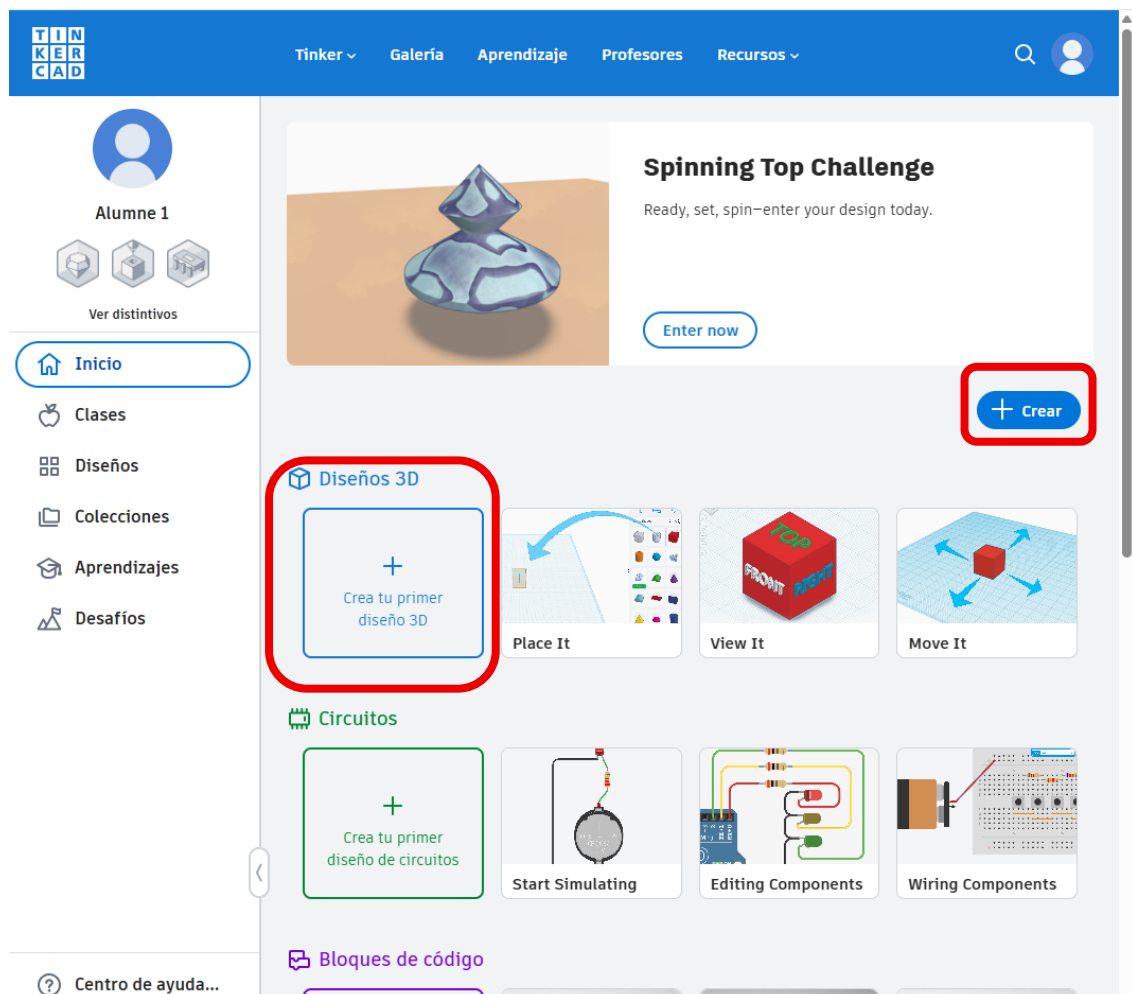 TIN
KER
CAD
Tinker
Galería
Aprendizaje
Profesores
Recursos
Alumne 1
Ver distintivos
Inicio
Clases
Diseños
Colecciones
Aprendizajes
Desafíos
Centro de ayuda...
Spinning Top Challenge
Ready, set, spin—enter your design today.
Enter now
+ Crear
Diseños 3D
+
Crea tu primer
diseño 3D
Place It
TOP
FRONT
RIGHT
View It
Move It
Circuitos
+
Crea tu primer
diseño de circuitos
Start Simulating
Editing Components
Wiring Components
Bloques de código